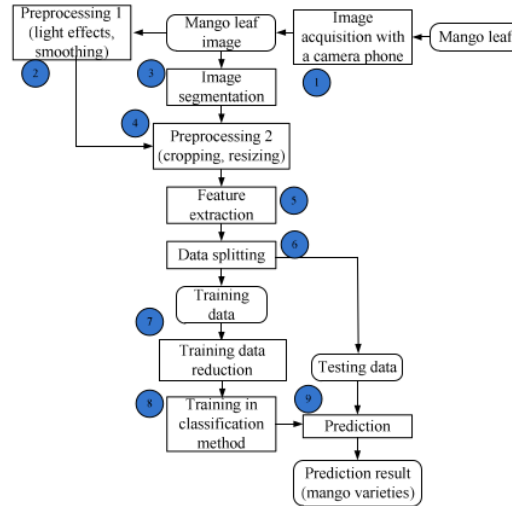 Preprocessing 1
(light effects,
smoothing)
2
Mango leaf
image
Image
acquisition with
a camera phone
1
Mango leaf
3
Image
segmentation
4
Preprocessing 2
(cropping, resizing)
Feature
extraction
5
Data splitting
6
Training
data
7
Training data
reduction
Testing data
8
Training in
classification
method
9
Prediction
Prediction result
(mango varieties)